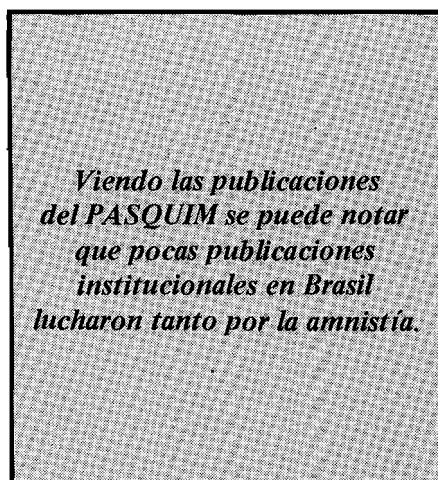 Viendo las publicaciones
del PASQUIM se puede notar
que pocas publicaciones
institucionales en Brasil
lucharon tanto por la amnistía.